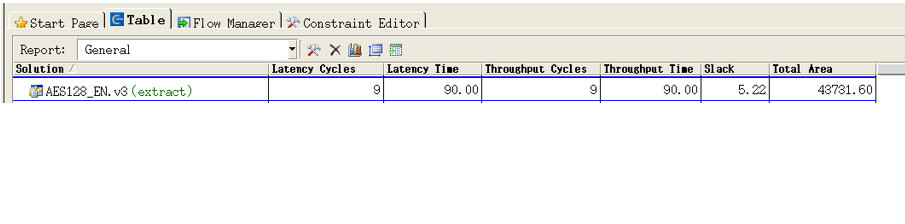 Start Page Table Flow Manager Constraint Editor
Report: General
Solution / Latency Cycles Latency Time Throughput Cycles Throughput Time Slack Total Area
AES128_EN.v3 (extract) 9 90.00 9 90.00 5.22 43731.60